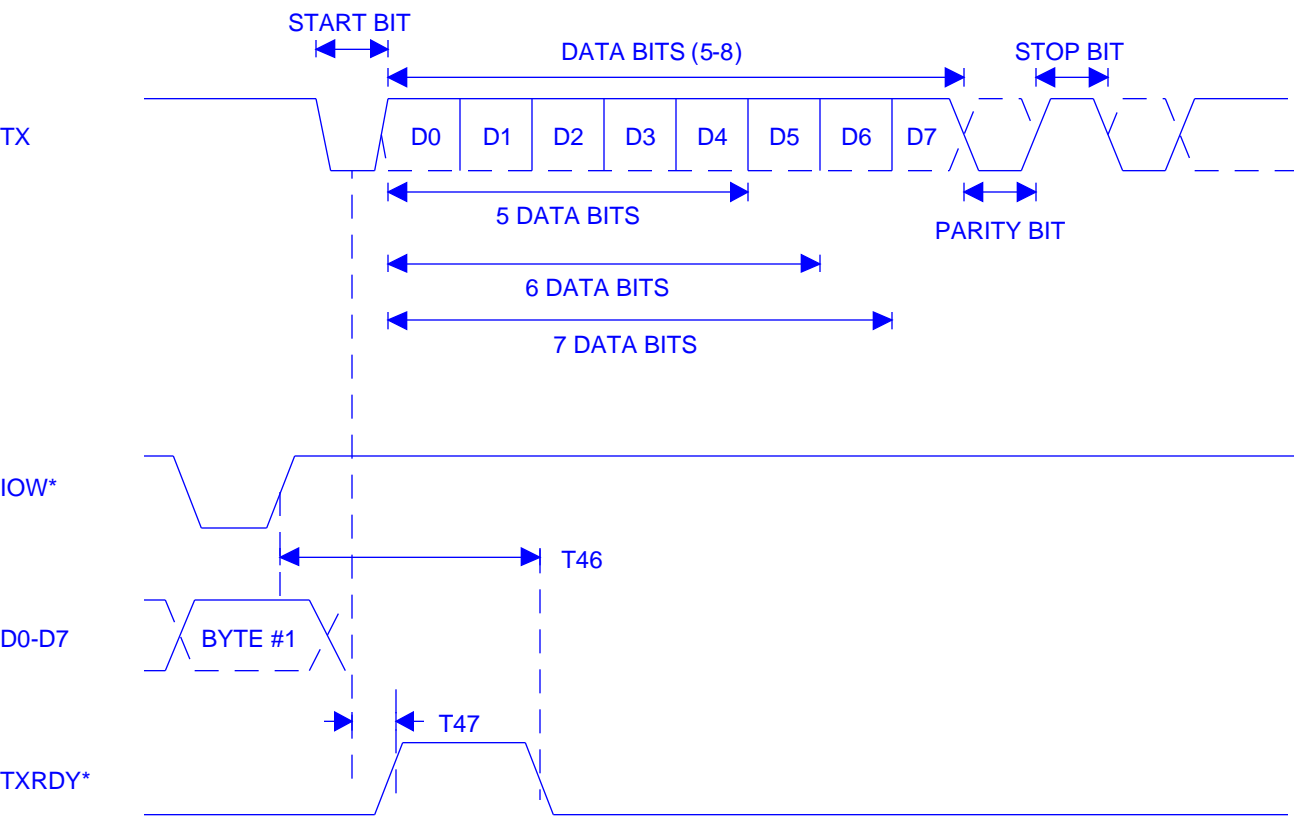 START BIT
DATA BITS (5-8)
STOP BIT
TX
D0 D1 D2 D3 D4 D5 D6 D7
5 DATA BITS
PARITY BIT
6 DATA BITS
7 DATA BITS
IOW*
T46
D0-D7
BYTE #1
T47
TXRDY*